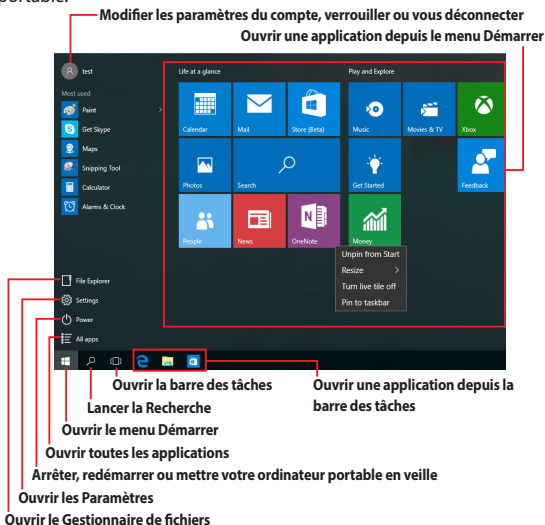 portable.
Modifier les paramètres du compte, verrouiller ou vous déconnecter
Ouvrir une application depuis le menu Démarrer
test
Life at a glance
Play and Explore
Most used
Paint
Get Skype
Maps
Snipping Tool
Calculator
Alarms & Clock
Calendar
Mail
Store (Beta)
Music
Movies & TV
Xbox
Photos
Search
Get Started
Feedback
People
News
OneNote
Money
Unpin from Start
Resize
Turn live tile off
Pin to taskbar
File Explorer
Settings
Power
All apps
Ouvrir la barre des tâches
Ouvrir une application depuis la
barre des tâches
Lancer la Recherche
Ouvrir le menu Démarrer
Ouvrir toutes les applications
Arrêter, redémarrer ou mettre votre ordinateur portable en veille
Ouvrir les Paramètres
Ouvrir le Gestionnaire de fichiers